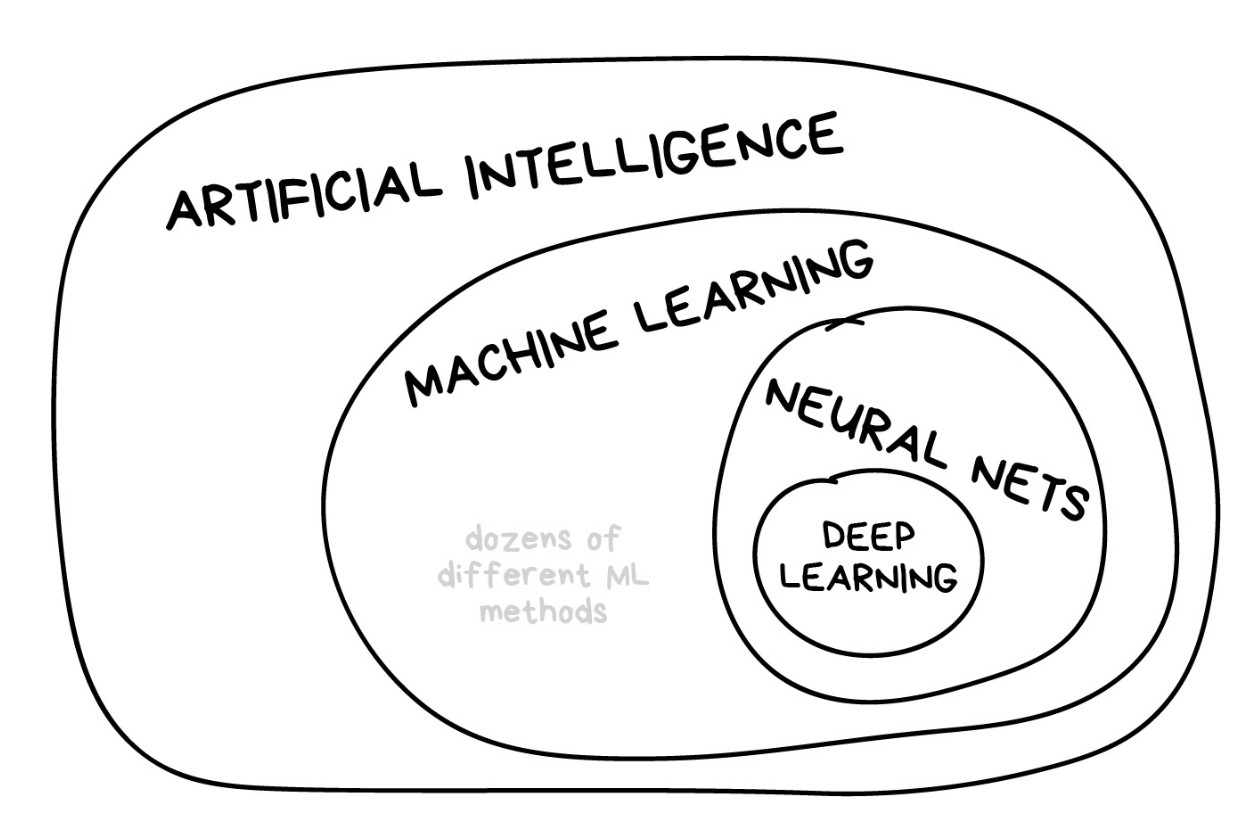 ARTIFICIAL INTELLIGENCE
MACHINE LEARNING
NEURAL NETS
DEEP
LEARNING
dozens of
different ML
methods